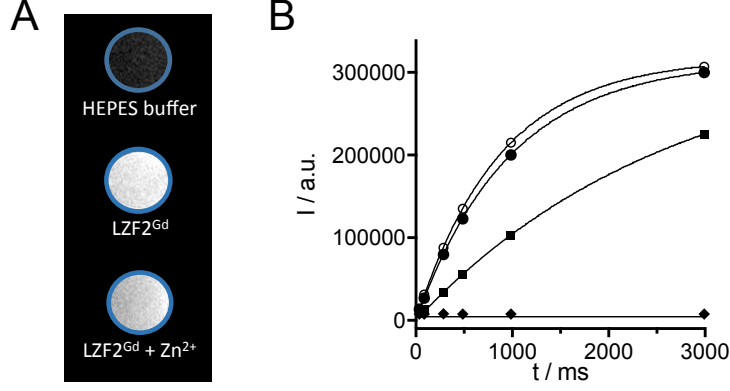 A
HEPES buffer
LZF2ᴳᵈ
LZF2ᴳᵈ + Zn²⁺
B
I / a.u.
300000
200000
100000
0
0 1000 2000 3000
t / ms